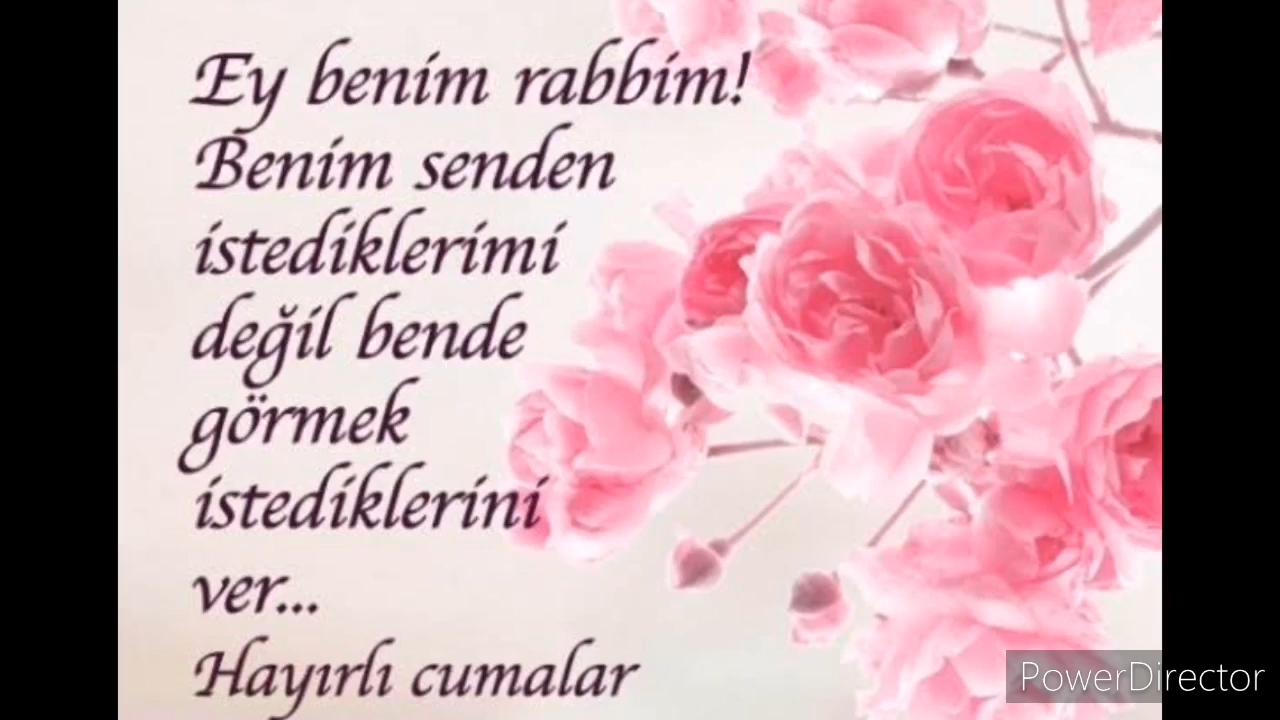 Ey benim rabbim!
Benim senden
istediklerimi
değil bende
görmek
istediklerini
ver...
Hayırlı cumalar
PowerDirector